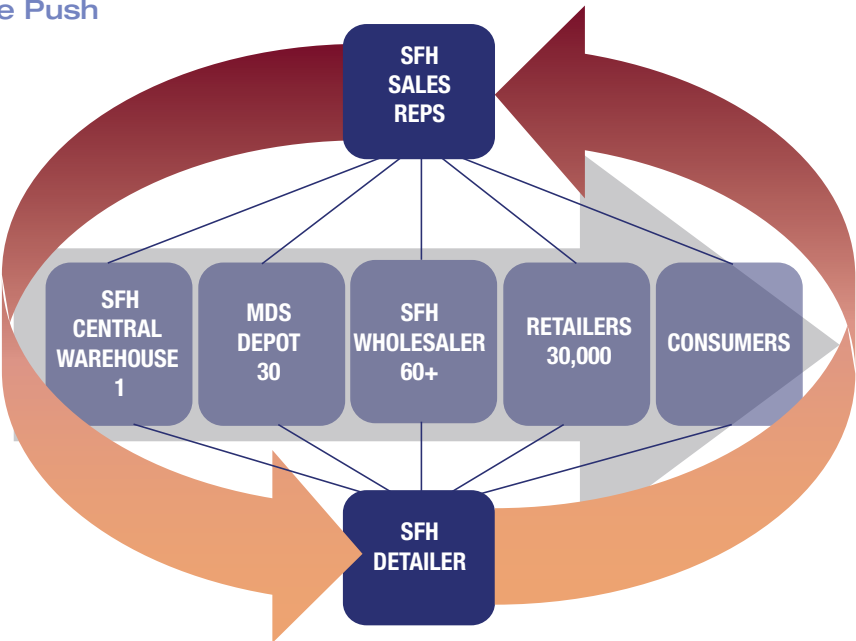 e Push
SFH
SALES
REPS
SFH
CENTRAL
WAREHOUSE
1
MDS
DEPOT
30
SFH
WHOLESALER
60+
RETAILERS
30,000
CONSUMERS
SFH
DETAILER